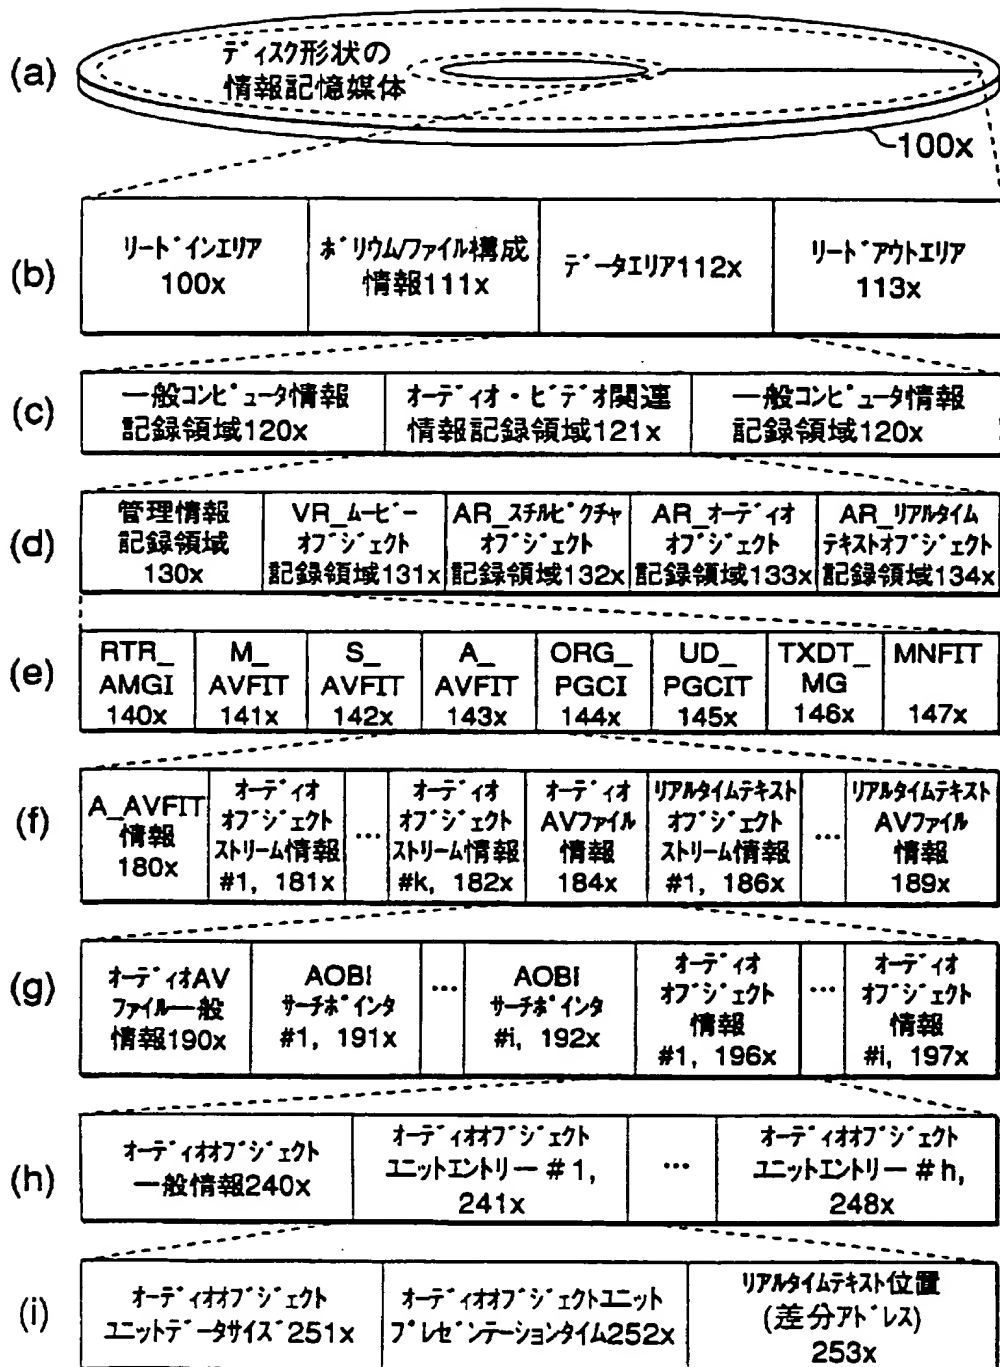 (a)
ディスク形状の
情報記憶媒体
100x
(b)
リードインエリア
100x
ボリウム/ファイル構成
情報111x
データエリア112x
リードアウトエリア
113x
(c)
一般コンピュータ情報
記録領域120x
オーディオ・ビデオ関連
情報記録領域121x
一般コンピュータ情報
記録領域120x
(d)
管理情報
記録領域
130x
VR_ムービー
オブジェクト
記録領域131x
AR_スチルピクチャ
オブジェクト
記録領域132x
AR_オーディオ
オブジェクト
記録領域133x
AR_リアルタイム
テキストオブジェクト
記録領域134x
(e)
RTR_
AMGI
140x
M_
AVFIT
141x
S_
AVFIT
142x
A_
AVFIT
143x
ORG_
PGCI
144x
UD_
PGCIT
145x
TXDT_
MG
146x
MNFIT
147x
(f)
A_AVFIT
情報
180x
オーディオ
オブジェクト
ストリーム情報
#1, 181x
…
オーディオ
オブジェクト
ストリーム情報
#k, 182x
オーディオ
AVファイル
情報
184x
リアルタイムテキスト
オブジェクト
ストリーム情報
#1, 186x
…
リアルタイムテキスト
AVファイル
情報
189x
(g)
オーディオAV
ファイル一般
情報190x
AOBI
サーチポインタ
#1, 191x
…
AOBI
サーチポインタ
#i, 192x
オーディオ
オブジェクト
情報
#1, 196x
…
オーディオ
オブジェクト
情報
#i, 197x
(h)
オーディオオブジェクト
一般情報240x
オーディオオブジェクト
ユニットエントリー #1,
241x
…
オーディオオブジェクト
ユニットエントリー #h,
248x
(i)
オーディオオブジェクト
ユニットデータサイズ251x
オーディオオブジェクトユニット
プレゼンテーションタイム252x
リアルタイムテキスト位置
(差分アドレス)
253x